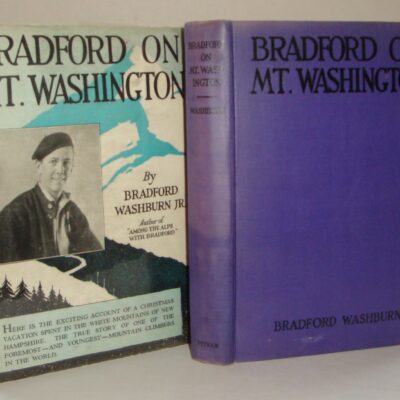 BRADFORD ON
MT. WASHINGTON
By
BRADFORD
WASHBURN JR.
Author of
"AMONG THE ALPS
WITH BRADFORD"
HERE IS THE EXCITING ACCOUNT OF A CHRISTMAS
VACATION SPENT IN THE WHITE MOUNTAINS OF NEW
HAMPSHIRE. THE TRUE STORY OF ONE OF THE
FOREMOST—AND YOUNGEST—MOUNTAIN CLIMBERS
IN THE WORLD.
BRADFORD
ON
MT. WASH-
INGTON
WASHBURN
PUTNAM
BRADFORD O
MT. WASHINGTO
BRADFORD WASHBURN